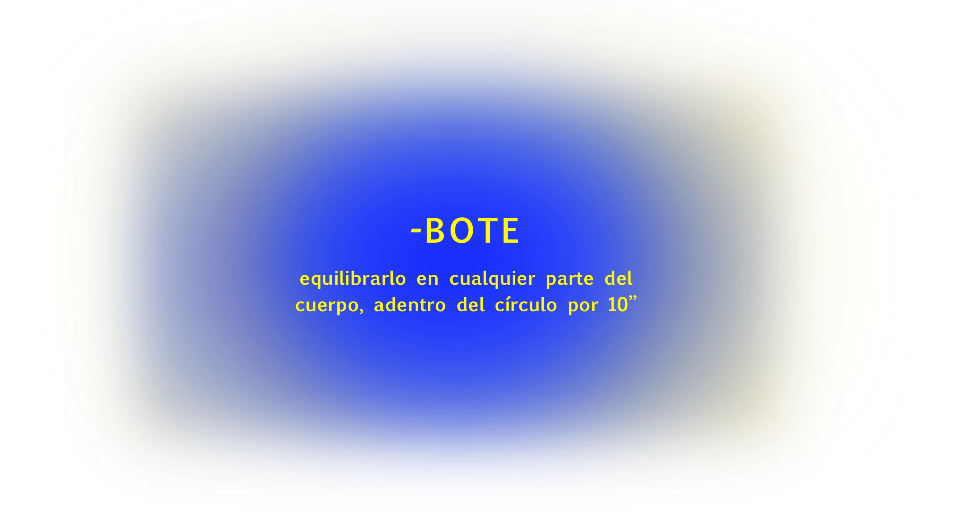 -BOTE
equilibrarlo en cualquier parte del
cuerpo, adentro del círculo por 10”